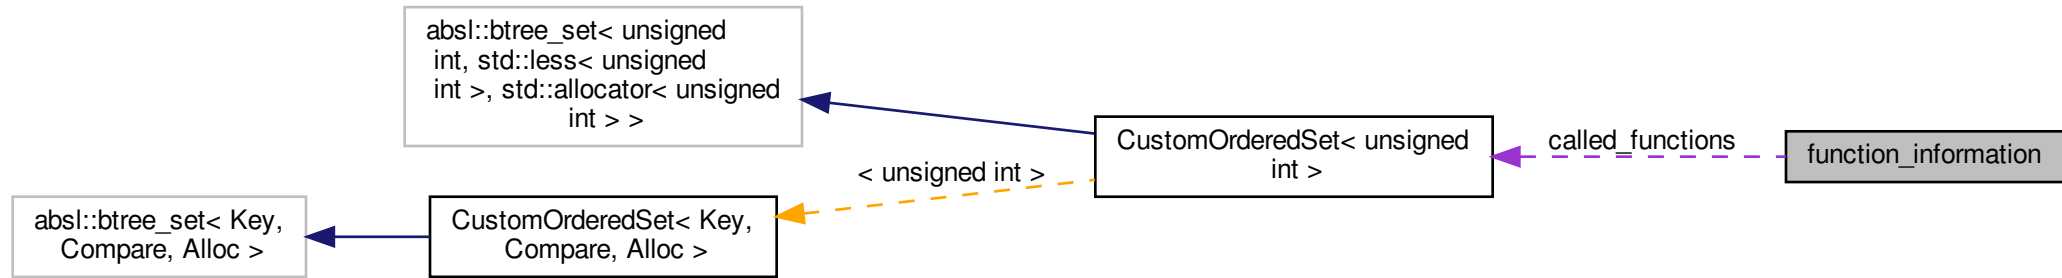 absl::btree_set< unsigned
int, std::less< unsigned
int >, std::allocator< unsigned
int > >
CustomOrderedSet< unsigned
int >
called_functions
function_information
< unsigned int >
absl::btree_set< Key,
Compare, Alloc >
CustomOrderedSet< Key,
Compare, Alloc >